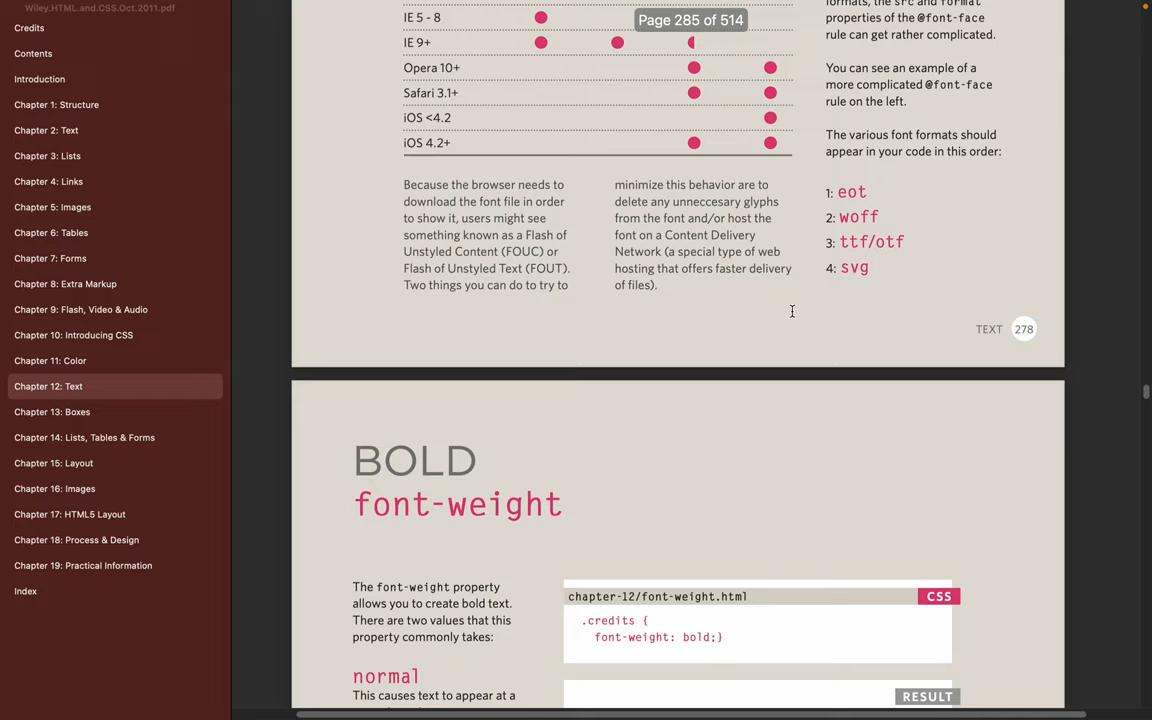 Wiley.HTML.and.CSS.Oct.2011.pdf
Credits
Contents
Introduction
Chapter 1: Structure
Chapter 2: Text
Chapter 3: Lists
Chapter 4: Links
Chapter 5: Images
Chapter 6: Tables
Chapter 7: Forms
Chapter 8: Extra Markup
Chapter 9: Flash, Video & Audio
Chapter 10: Introducing CSS
Chapter 11: Color
Chapter 12: Text
Chapter 13: Boxes
Chapter 14: Lists, Tables & Forms
Chapter 15: Layout
Chapter 16: Images
Chapter 17: HTML5 Layout
Chapter 18: Process & Design
Chapter 19: Practical Information
Index
Page 285 of 514
IE 5 - 8
IE 9+
Opera 10+
Safari 3.1+
iOS <4.2
iOS 4.2+
Because the browser needs to
download the font file in order
to show it, users might see
something known as a Flash of
Unstyled Content (FOUC) or
Flash of Unstyled Text (FOUT).
Two things you can do to try to
minimize this behavior are to
delete any unneccesary glyphs
from the font and/or host the
font on a Content Delivery
Network (a special type of web
hosting that offers faster delivery
of files).
formats, the src and format
properties of the @font-face
rule can get rather complicated.
You can see an example of a
more complicated @font-face
rule on the left.
The various font formats should
appear in your code in this order:
1: eot
2: woff
3: ttf/otf
4: svg
TEXT 278
BOLD
font-weight
The font-weight property
allows you to create bold text.
There are two values that this
property commonly takes:
normal
This causes text to appear at a
chapter-12/font-weight.html CSS
.credits {
font-weight: bold;}
RESULT